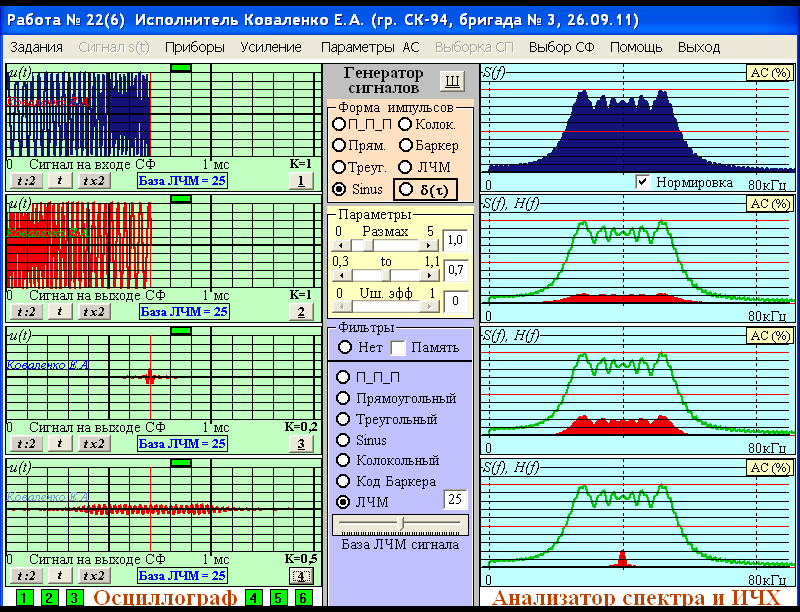 Работа № 22(6) Исполнитель Коваленко Е.А. (гр. СК-94, бригада № 3, 26.09.11)
Задания Сигнал s(t) Приборы Усиление Параметры АС Выборка СП Выбор СФ Помощь Выход
u(t)
Коваленко Е.А
0 Сигнал на входе СФ 1 мс K=1
t:2 t t x2 База ЛЧМ = 25 1
u(t)
Коваленко Е.А
0 Сигнал на выходе СФ 1 мс K=1
t:2 t t x2 База ЛЧМ = 25 2
u(t)
Коваленко Е.А
0 Сигнал на выходе СФ 1 мс K=0,2
t:2 t t x2 База ЛЧМ = 25 3
u(t)
Коваленко Е.А
0 Сигнал на выходе СФ 1 мс K=0,5
t:2 t t x2 База ЛЧМ = 25 4
1 2 3 Осциллограф 4 5 6
Генератор
сигналов Ш
Форма импульсов
П_П_П Колок.
Прям. Баркер
Треуг. ЛЧМ
Sinus δ(τ)
Параметры
0 Размах 5
1,0
0,3 to 1,1
0,7
0 Uш. эфф 1
0
Фильтры
Нет Память
П_П_П
Прямоугольный
Треугольный
Sinus
Колокольный
Код Баркера
ЛЧМ 25
База ЛЧМ сигнала
S(f) АС (%)
0 Нормировка 80кГц
S(f), H(f) АС (%)
0 80кГц
S(f), H(f) АС (%)
0 80кГц
S(f), H(f) АС (%)
0 80кГц
Анализатор спектра и ИЧХ